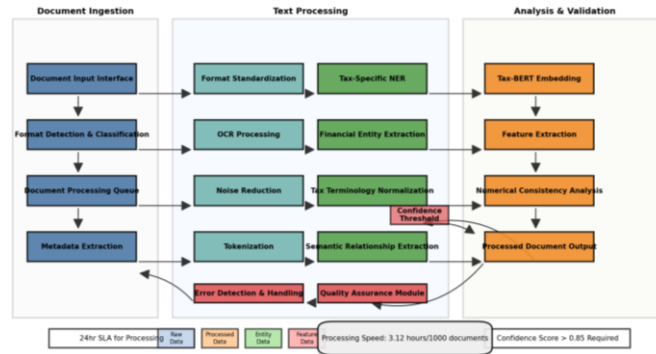 Document Ingestion
Text Processing
Analysis & Validation
Document Input Interface
Format Standardization
Tax-Specific NER
Tax-BERT Embedding
Format Detection & Classification
OCR Processing
Financial Entity Extraction
Feature Extraction
Document Processing Queue
Noise Reduction
Tax Terminology Normalization
Numerical Consistency Analysis
Confidence
Threshold
Metadata Extraction
Tokenization
Semantic Relationship Extraction
Processed Document Output
Error Detection & Handling
Quality Assurance Module
24hr SLA for Processing
Raw
Data
Processed
Data
Entity
Data
Feature
Data
Processing Speed: 3.12 hours/1000 documents
Confidence Score > 0.85 Required